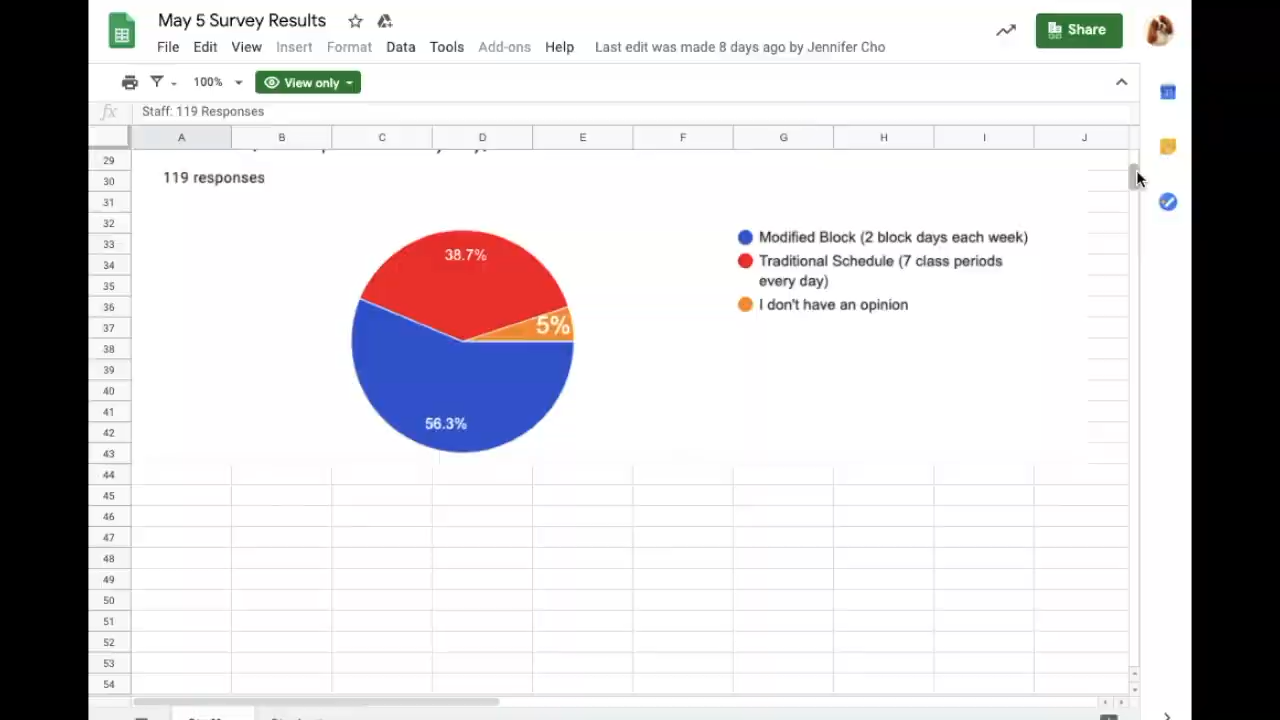 May 5 Survey Results
File Edit View Insert Format Data Tools Add-ons Help Last edit was made 8 days ago by Jennifer Cho
Share
100% View only
fx Staff: 119 Responses
A B C D E F G H I J
29
30
31
32
33
34
35
36
37
38
39
40
41
42
43
44
45
46
47
48
49
50
51
52
53
54
119 responses
38.7%
5%
56.3%
Modified Block (2 block days each week)
Traditional Schedule (7 class periods
every day)
I don't have an opinion